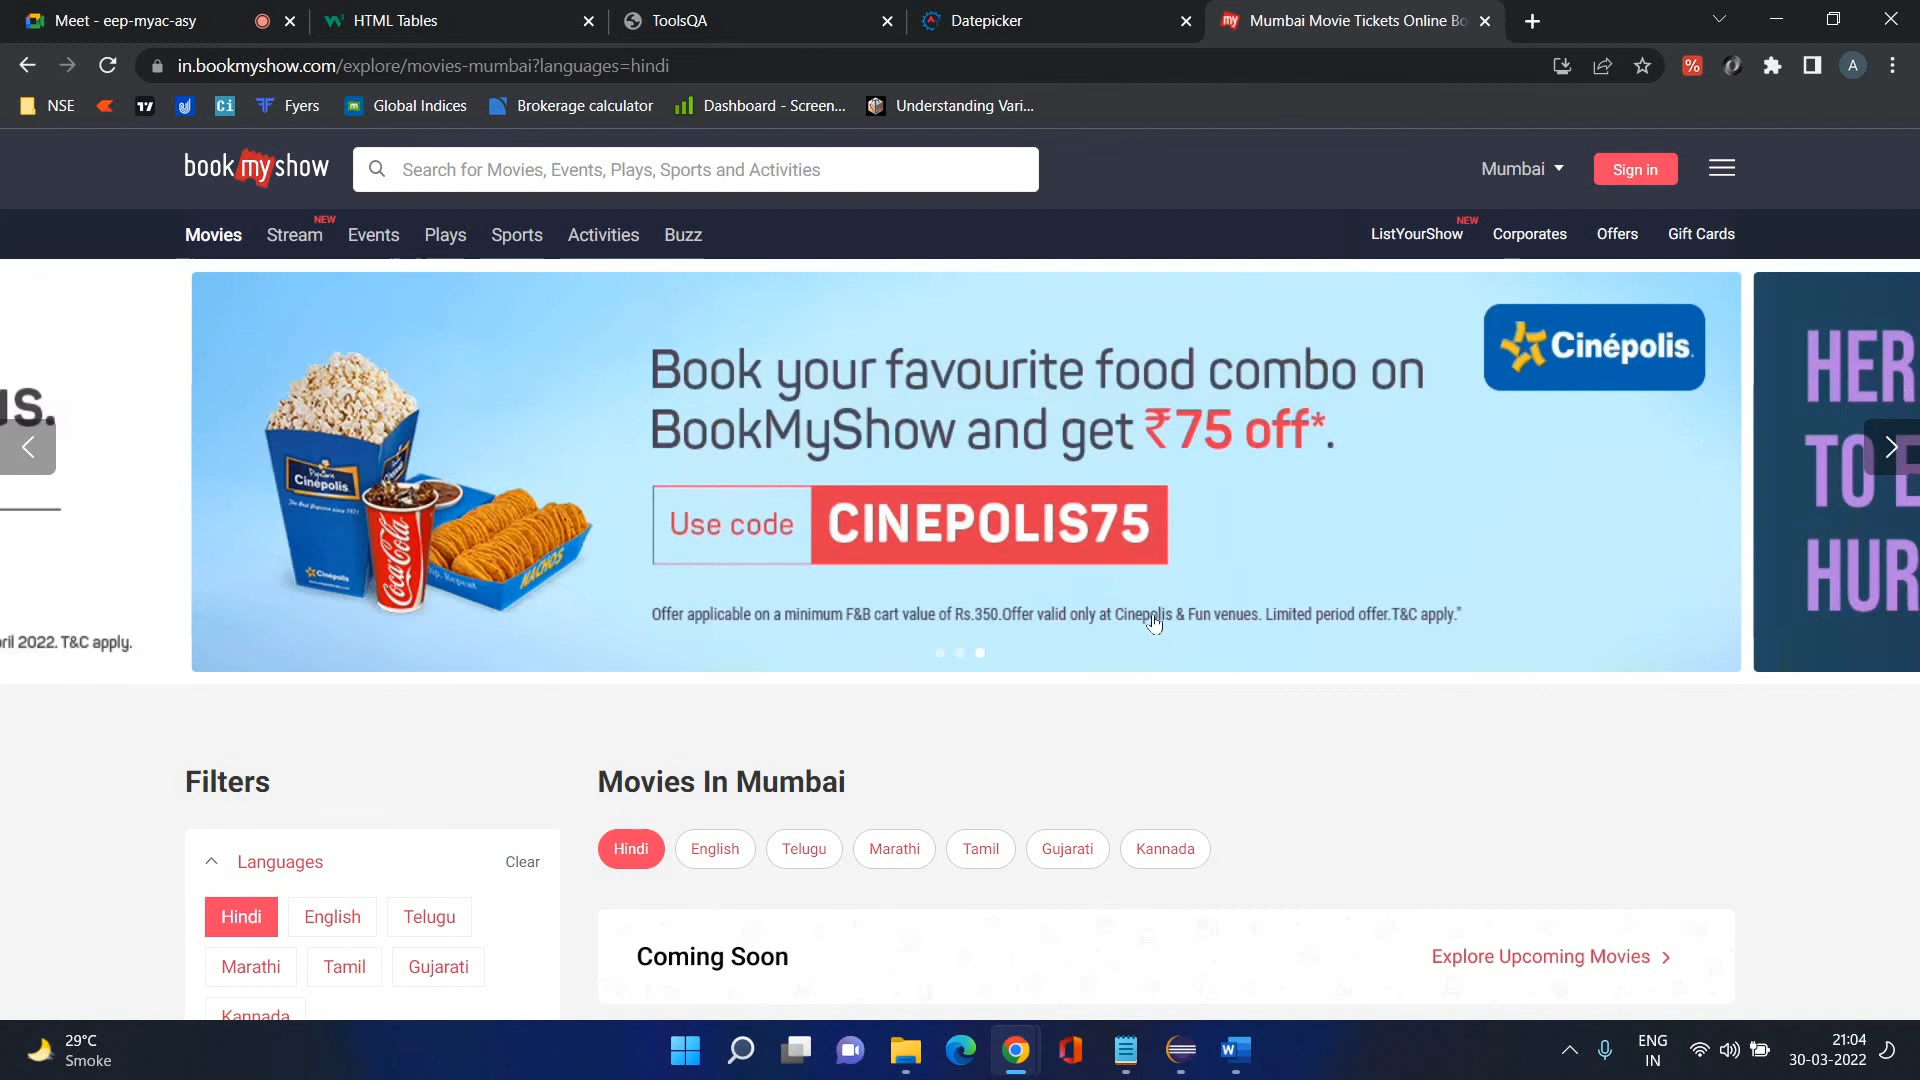 Meet - eep-myac-asy
HTML Tables
ToolsQA
Datepicker
Mumbai Movie Tickets Online Bo
in.bookmyshow.com/explore/movies-mumbai?languages=hindi
A
NSE
Ci
Fyers
Global Indices
Brokerage calculator
Dashboard - Screen...
Understanding Vari...
book my show
Search for Movies, Events, Plays, Sports and Activities
Mumbai
Sign in
Movies
Stream
NEW
Events
Plays
Sports
Activities
Buzz
ListYourShow
NEW
Corporates
Offers
Gift Cards
Cinépolis
Book your favourite food combo on
BookMyShow and get ₹75 off*.
Use code CINEPOLIS75
Offer applicable on a minimum F&B cart value of Rs.350.Offer valid only at Cinepolis & Fun venues. Limited period offer.T&C apply."
Cinépolis
Coca-Cola
Cinépolis
NACHOS
ril 2022. T&C apply.
HER
TO E
HUR
Filters
Movies In Mumbai
Hindi
English
Telugu
Marathi
Tamil
Gujarati
Kannada
Languages
Clear
Hindi
English
Telugu
Marathi
Tamil
Gujarati
Kannada
Coming Soon
Explore Upcoming Movies >
29°C
Smoke
ENG
IN
21:04
30-03-2022